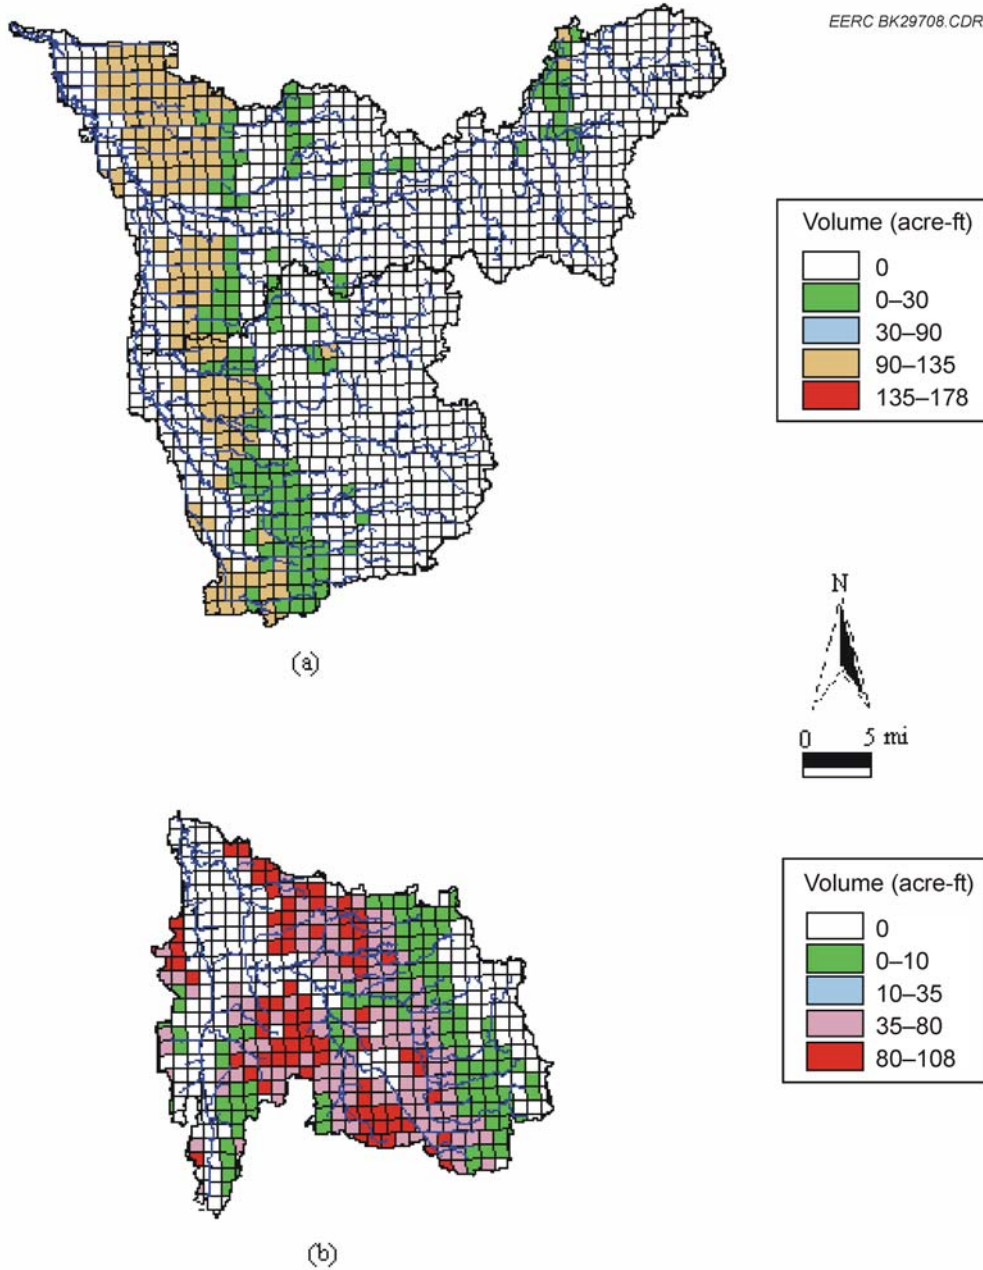 EERC BK29708.CDR
Volume (acre-ft)
0
0–30
30–90
90–135
135–178
(a)
N
0 5 mi
Volume (acre-ft)
0
0–10
10–35
35–80
80–108
(b)